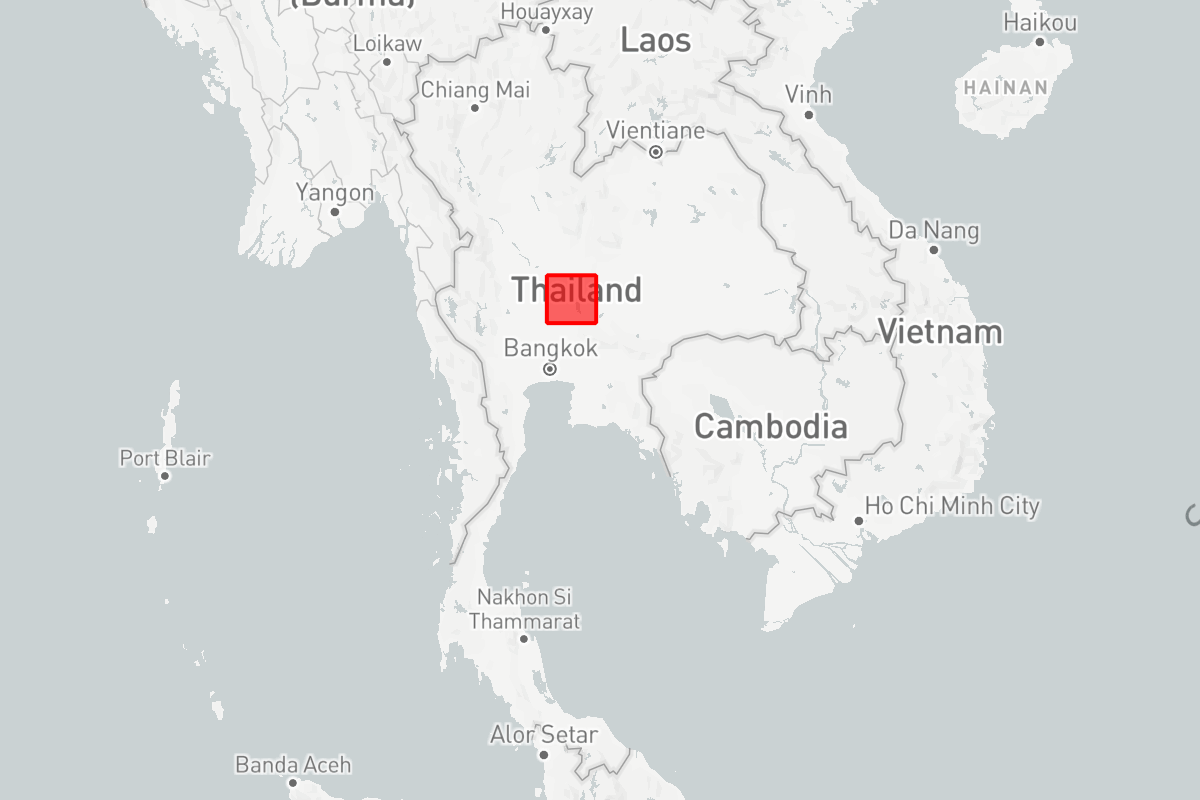 (Burma)
Houayxay
Haikou
Loikaw
Laos
Chiang Mai
HAINAN
Vinh
Vientiane
Yangon
Da Nang
Thailand
Vietnam
Bangkok
Cambodia
Port Blair
Ho Chi Minh City
Nakhon Si
Thammarat
Alor Setar
Banda Aceh